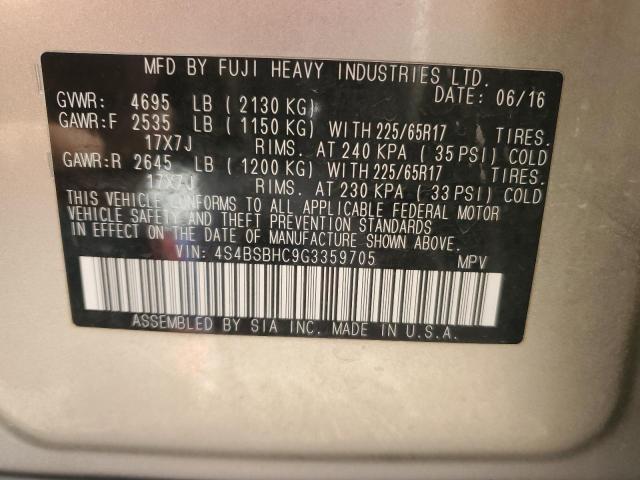 MFD BY FUJI HEAVY INDUSTRIES LTD.
DATE: 06/16
GVWR: 4695 LB (2130 KG)
GAWR:F 2535 LB (1150 KG) WITH 225/65R17 TIRES.
17X7J RIMS. AT 240 KPA (35 PSI) COLD
GAWR:R 2645 LB (1200 KG) WITH 225/65R17 TIRES.
17X7J RIMS. AT 230 KPA (33 PSI) COLD
THIS VEHICLE CONFORMS TO ALL APPLICABLE FEDERAL MOTOR
VEHICLE SAFETY AND THEFT PREVENTION STANDARDS
IN EFFECT ON THE DATE OF MANUFACTURE SHOWN ABOVE.
VIN: 4S4BSBHC9G3359705 MPV
ASSEMBLED BY SIA INC. MADE IN U.S.A.